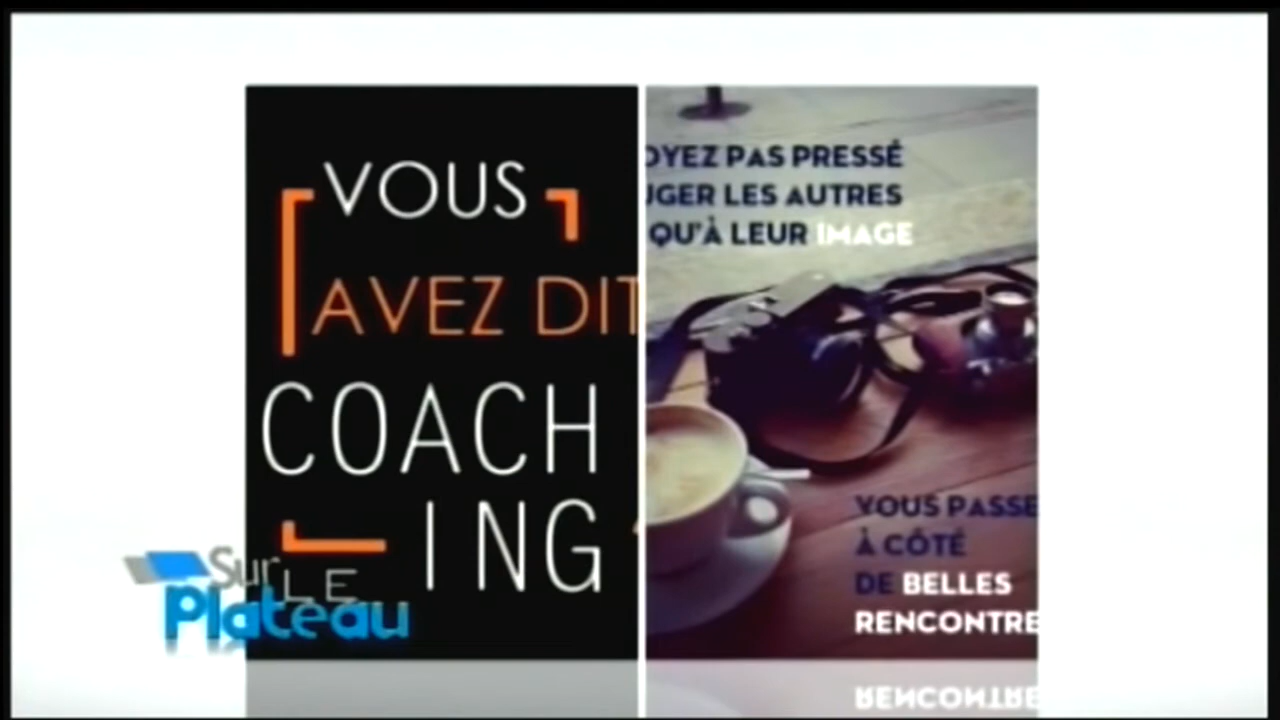 VOUS
AVEZ DIT
COACH
ING
OYEZ PAS PRESSÉ
UGER LES AUTRES
QU'À LEUR IMAGE
VOUS PASSE
À CÔTÉ
DE BELLES
RENCONTRE
Sur
LE
Plateau